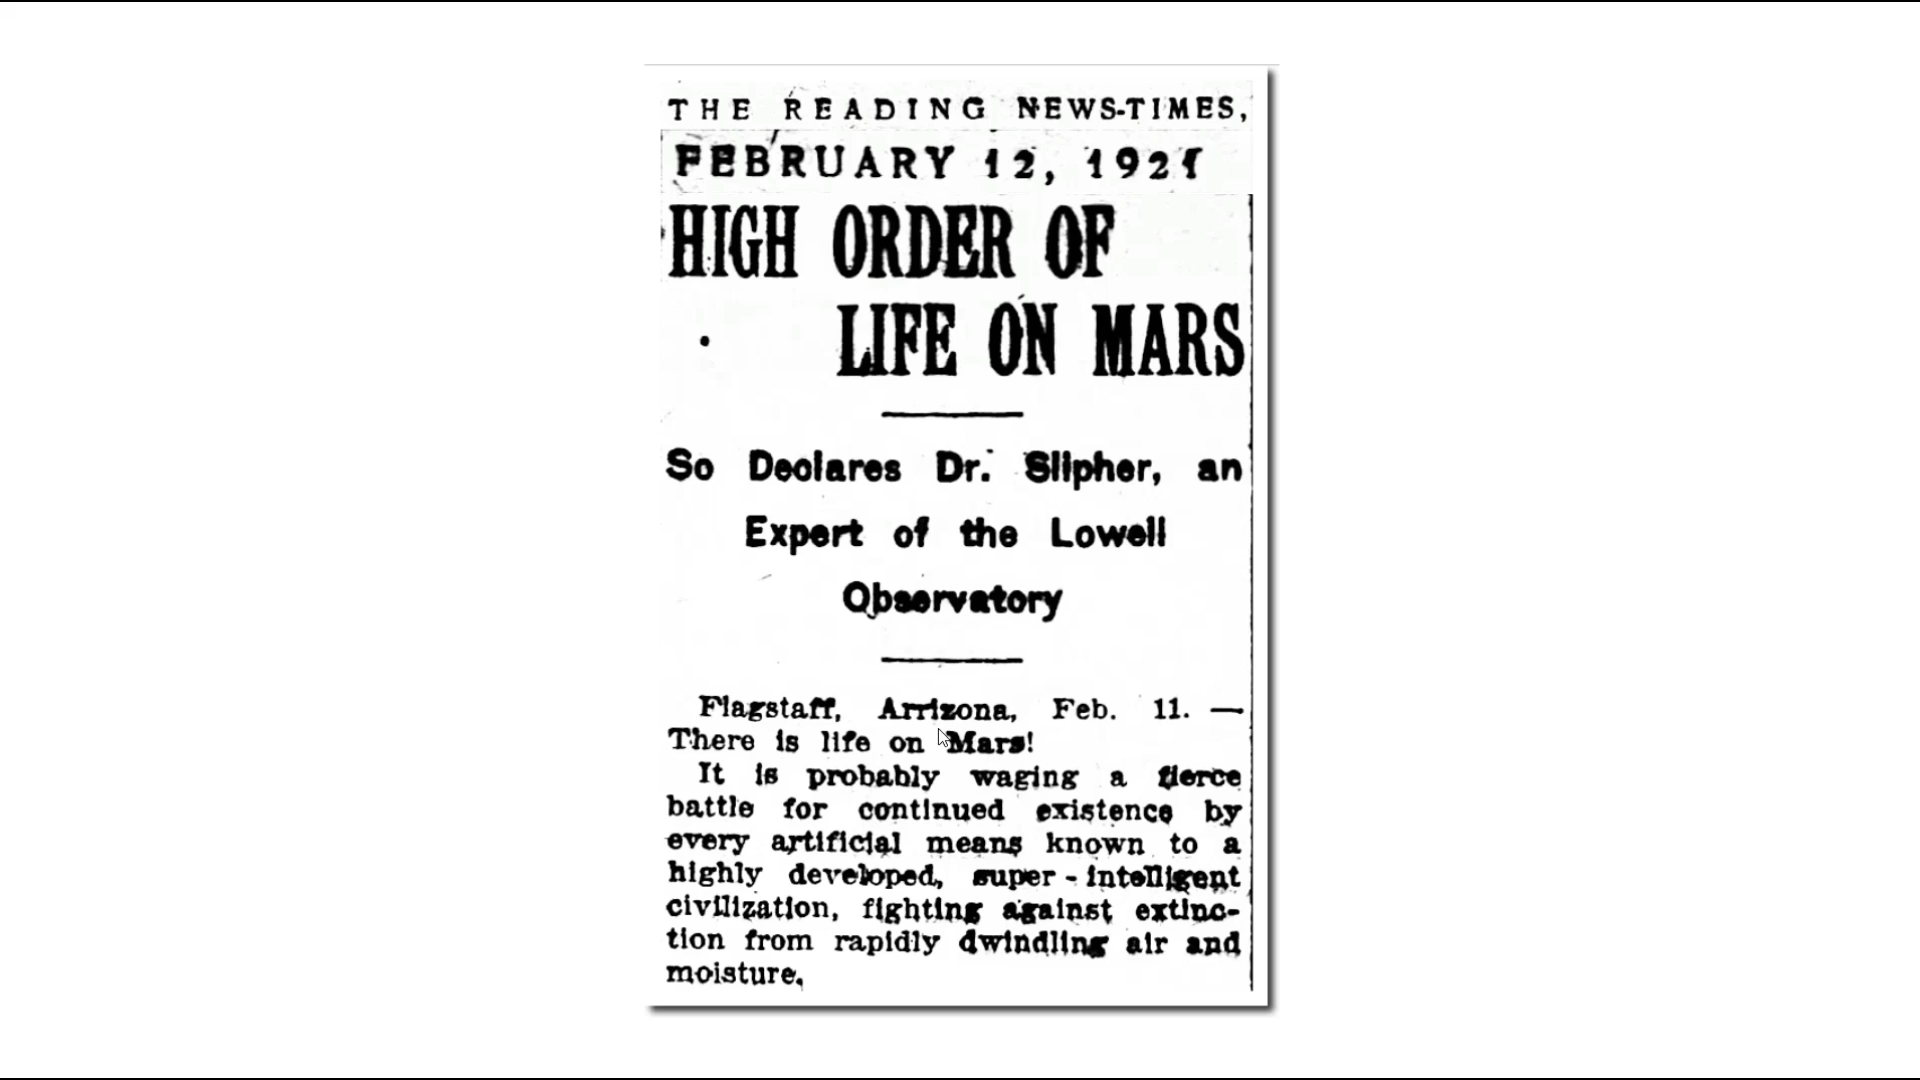 THE READING NEWS-TIMES,
FEBRUARY 12, 1921
HIGH ORDER OF
LIFE ON MARS
So Declares Dr. Slipher, an
Expert of the Lowell
Observatory
Flagstaff, Arrizona, Feb. 11. —
There is life on Mars!
It is probably waging a fierce
battle for continued existence by
every artificial means known to a
highly developed, super - intelligent
civilization, fighting against extinc-
tion from rapidly dwindling air and
moisture.